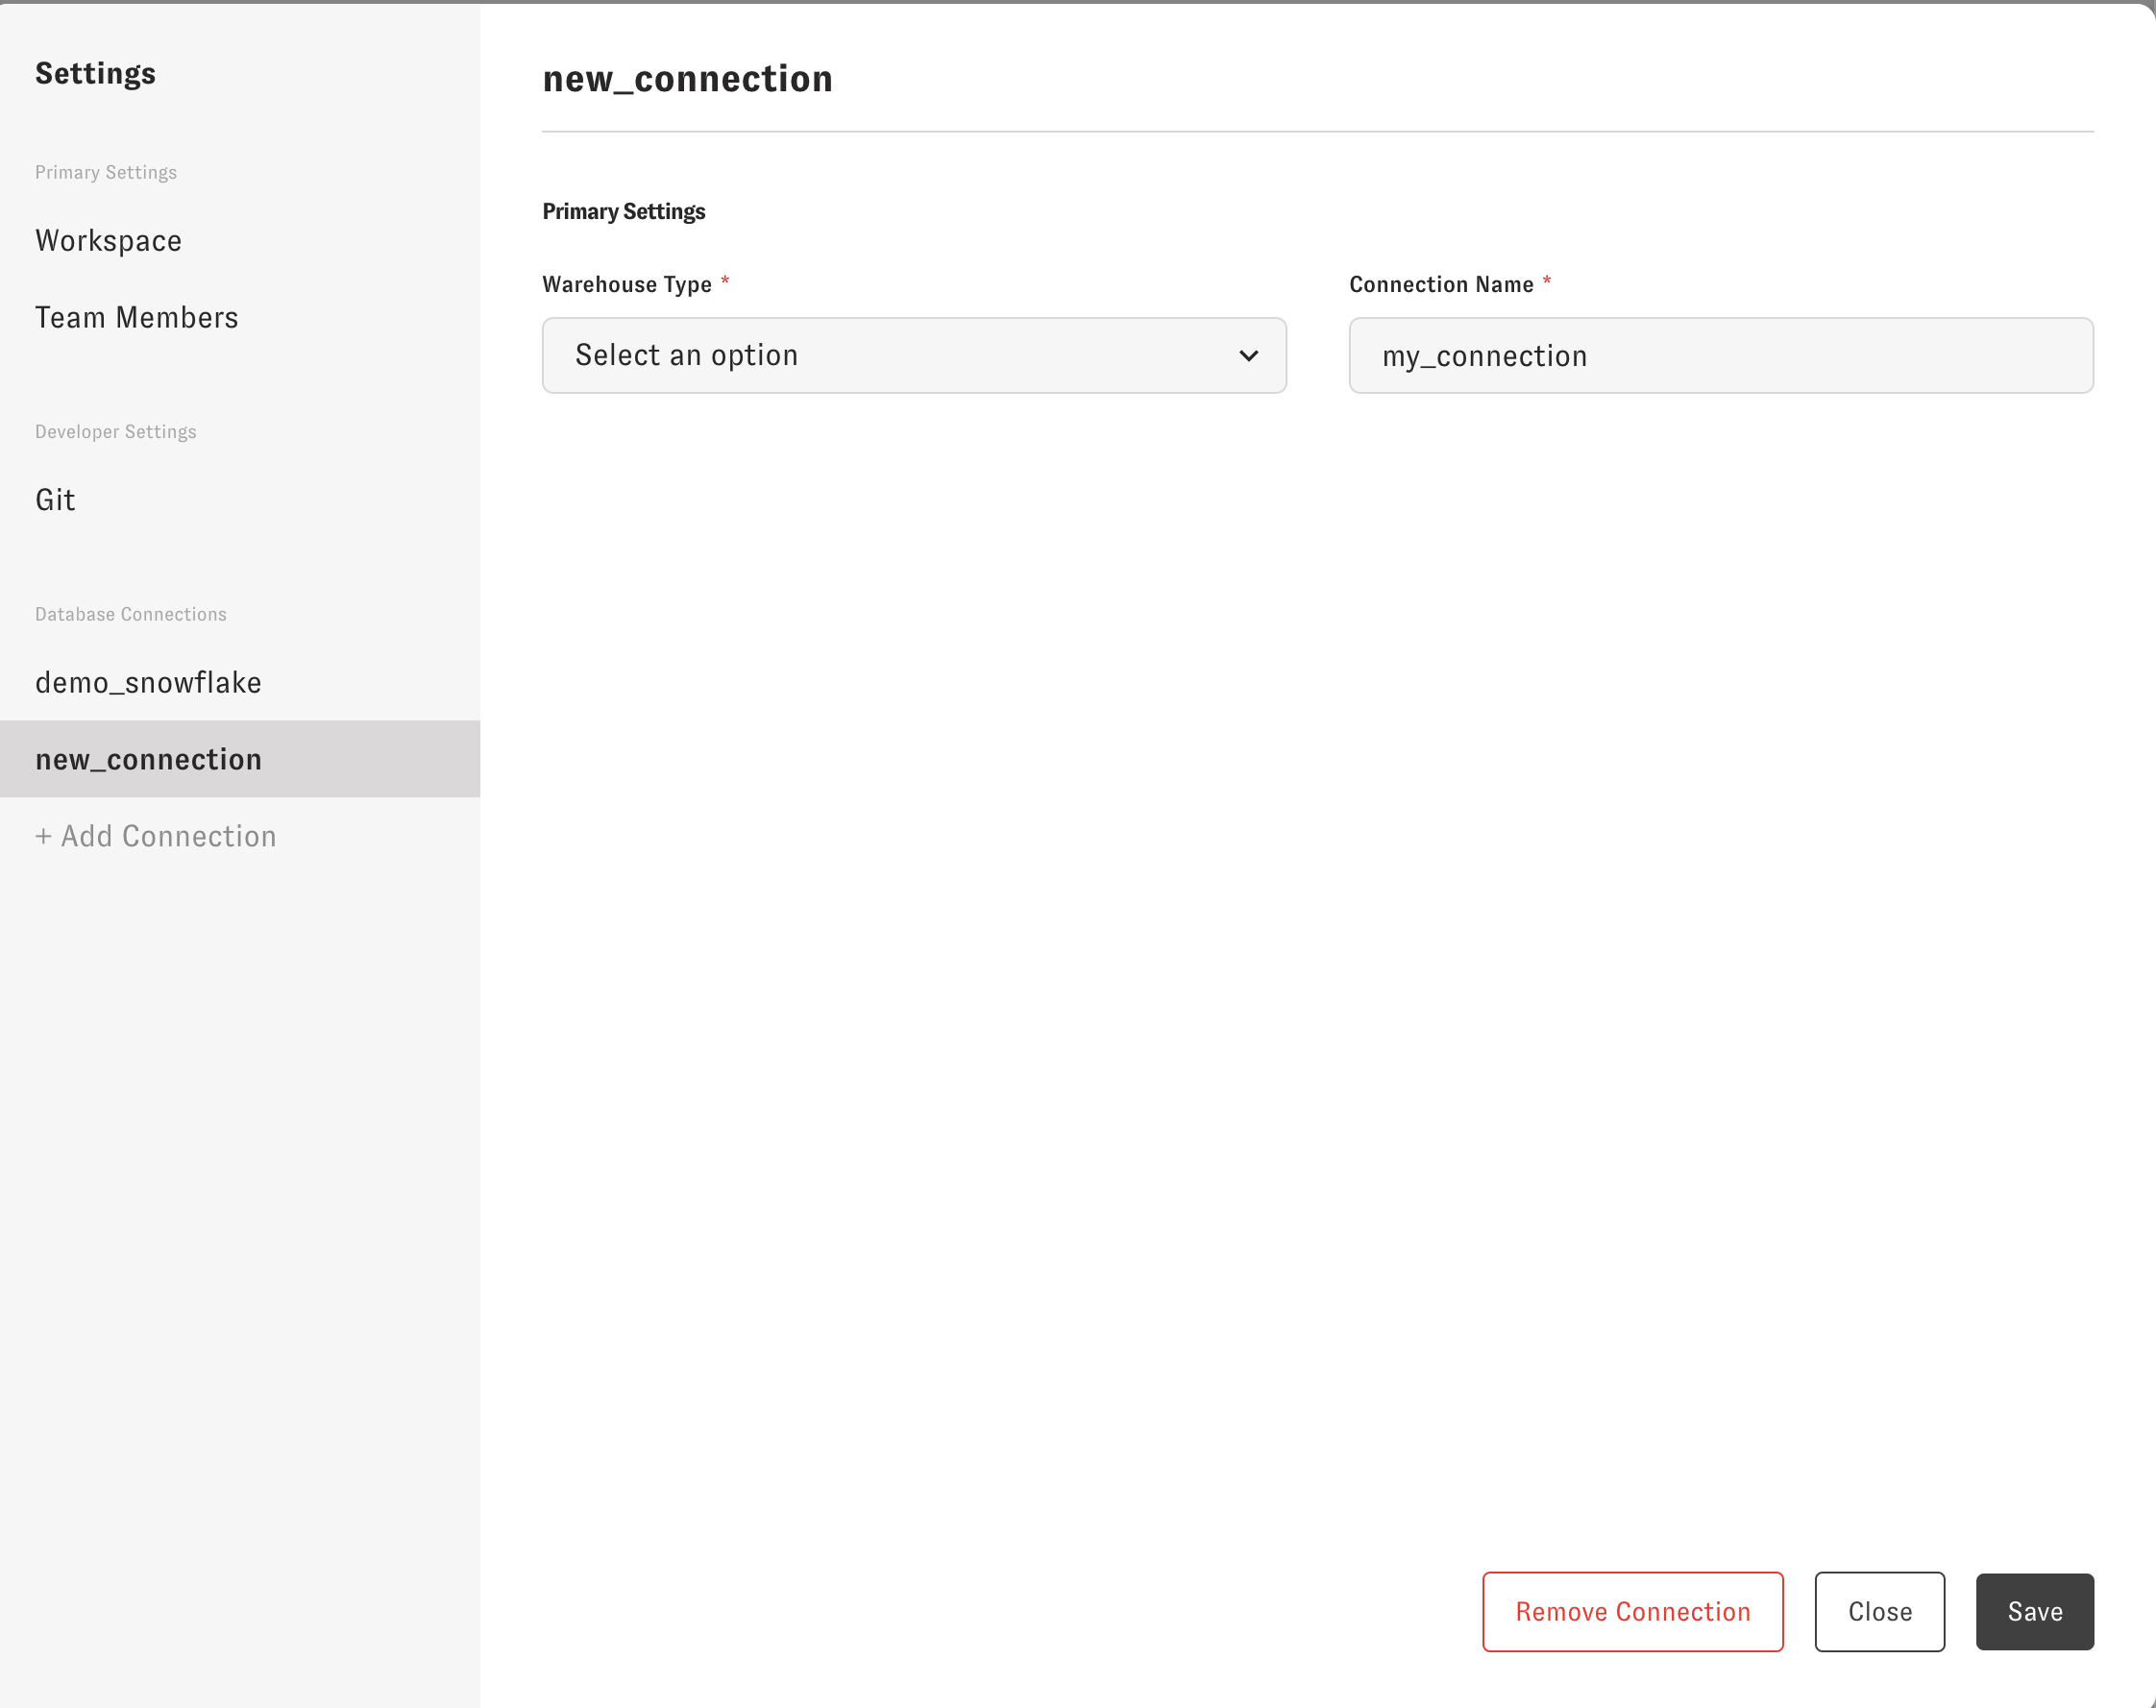 Settings
Primary Settings
Workspace
Team Members
Developer Settings
Git
Database Connections
demo_snowflake
new_connection
+ Add Connection
new_connection
Primary Settings
Warehouse Type *
Select an option
Connection Name *
my_connection
Remove Connection
Close
Save